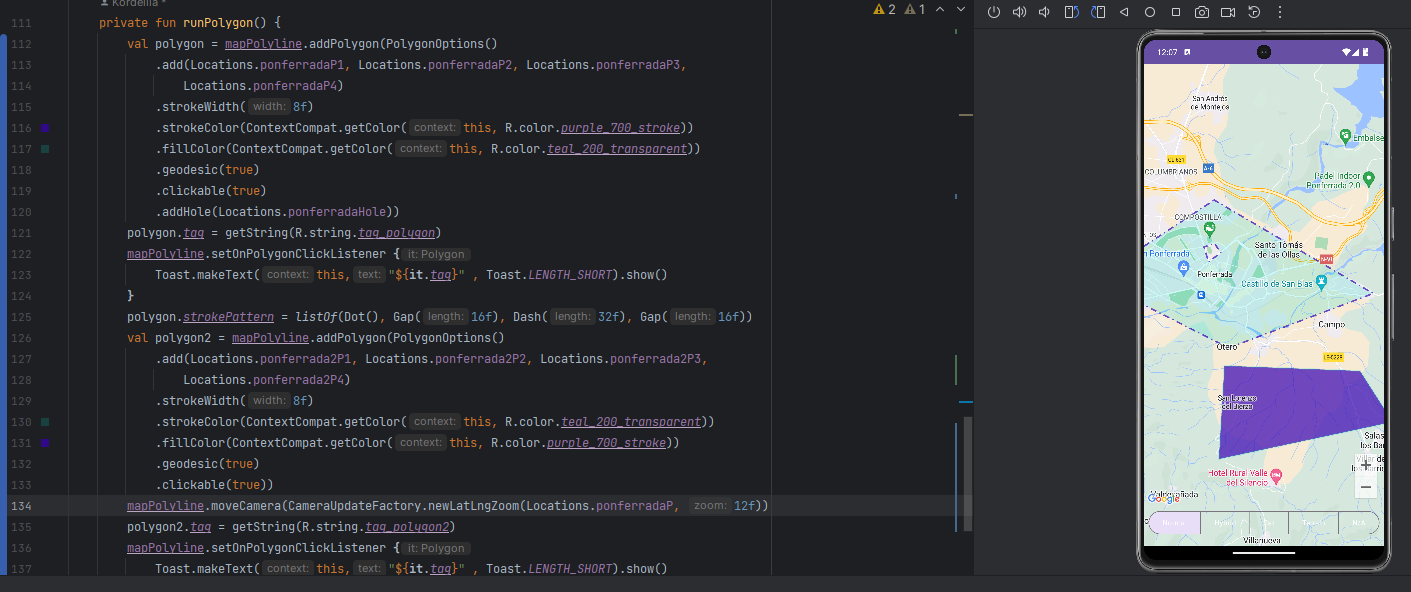 Kordellia *
2 1
111 private fun runPolygon() {
112 val polygon = mapPolyline.addPolygon(PolygonOptions()
113 .add(Locations.ponferradaP1, Locations.ponferradaP2, Locations.ponferradaP3,
114 Locations.ponferradaP4)
115 .strokeWidth( width: 8f)
116 .strokeColor(ContextCompat.getColor( context: this, R.color.purple_700_stroke))
117 .fillColor(ContextCompat.getColor( context: this, R.color.teal_200_transparent))
118 .geodesic(true)
119 .clickable(true)
120 .addHole(Locations.ponferradaHole))
121 polygon.tag = getString(R.string.tag_polygon)
122 mapPolyline.setOnPolygonClickListener { it: Polygon
123 Toast.makeText( context: this, text: "${it.tag}" , Toast.LENGTH_SHORT).show()
124 }
125 polygon.strokePattern = listOf(Dot(), Gap( length: 16f), Dash( length: 32f), Gap( length: 16f))
126 val polygon2 = mapPolyline.addPolygon(PolygonOptions()
127 .add(Locations.ponferrada2P1, Locations.ponferrada2P2, Locations.ponferrada2P3,
128 Locations.ponferrada2P4)
129 .strokeWidth( width: 8f)
130 .strokeColor(ContextCompat.getColor( context: this, R.color.teal_200_transparent))
131 .fillColor(ContextCompat.getColor( context: this, R.color.purple_700_stroke))
132 .geodesic(true)
133 .clickable(true))
134 mapPolyline.moveCamera(CameraUpdateFactory.newLatLngZoom(Locations.ponferradaP, zoom: 12f))
135 polygon2.tag = getString(R.string.tag_polygon2)
136 mapPolyline.setOnPolygonClickListener { it: Polygon
137 Toast.makeText( context: this, text: "${it.tag}" , Toast.LENGTH_SHORT).show()
12:07
San Andrés
de Montejos
Embalse
CL-631
A-6
COLUMBRIANOS
Padel Indoor
Ponferrada 2.0
COMPOSTILLA
Santo Tomás
de las Ollas
Ponferrada
N-VI
Ponferrada
Castillo de San Blas
Campo
Otero
San Lorenzo
Salas
los Bar
Villar de
los Barrios
Hotel Rural Valle
del Silencio
Google
Villanueva